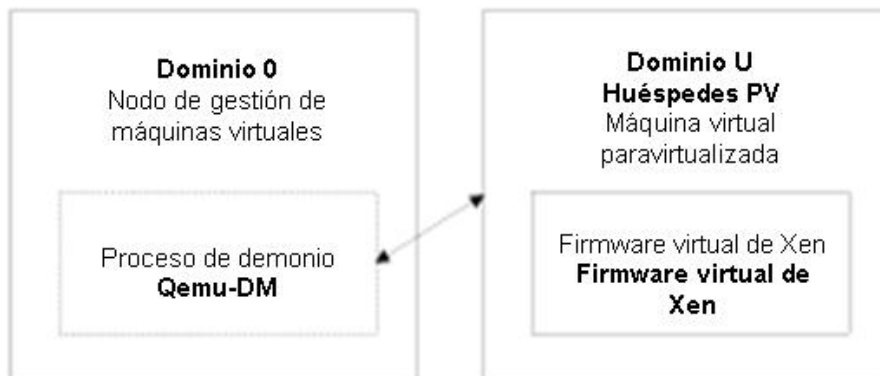 Dominio 0
Nodo de gestión de
máquinas virtuales
Proceso de demonio
Qemu-DM
Dominio U
Huéspedes PV
Máquina virtual
paravirtualizada
Firmware virtual de Xen
Firmware virtual de
Xen